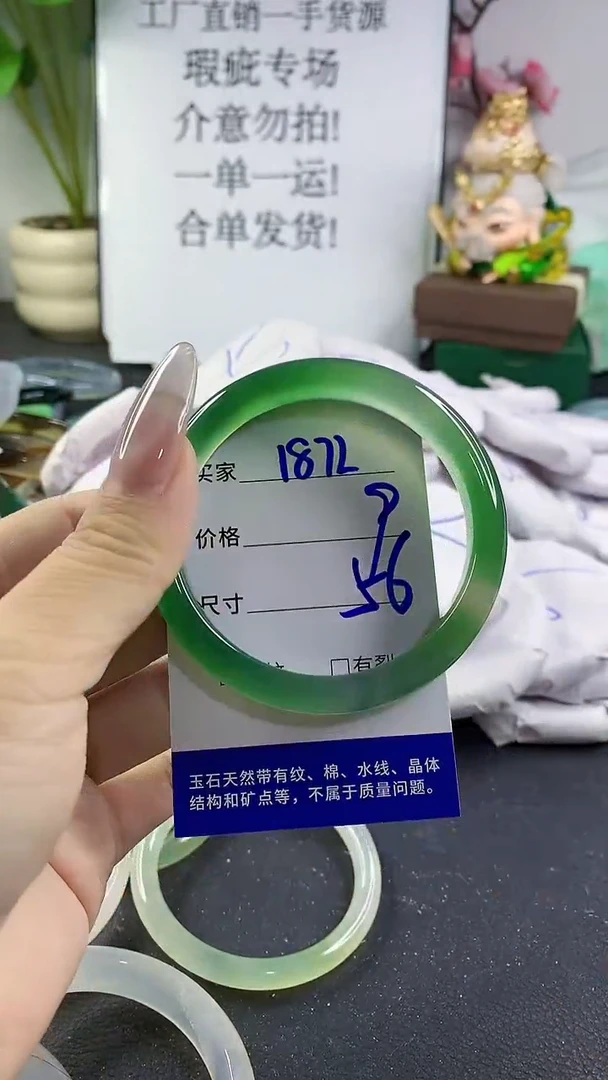 工厂直销一手货源
瑕疵专场
介意勿拍!
一单一运!
合单发货!
买家 1872
价格
尺寸 56
□有裂
玉石天然带有纹、棉、水线、晶体
结构和矿点等，不属于质量问题。